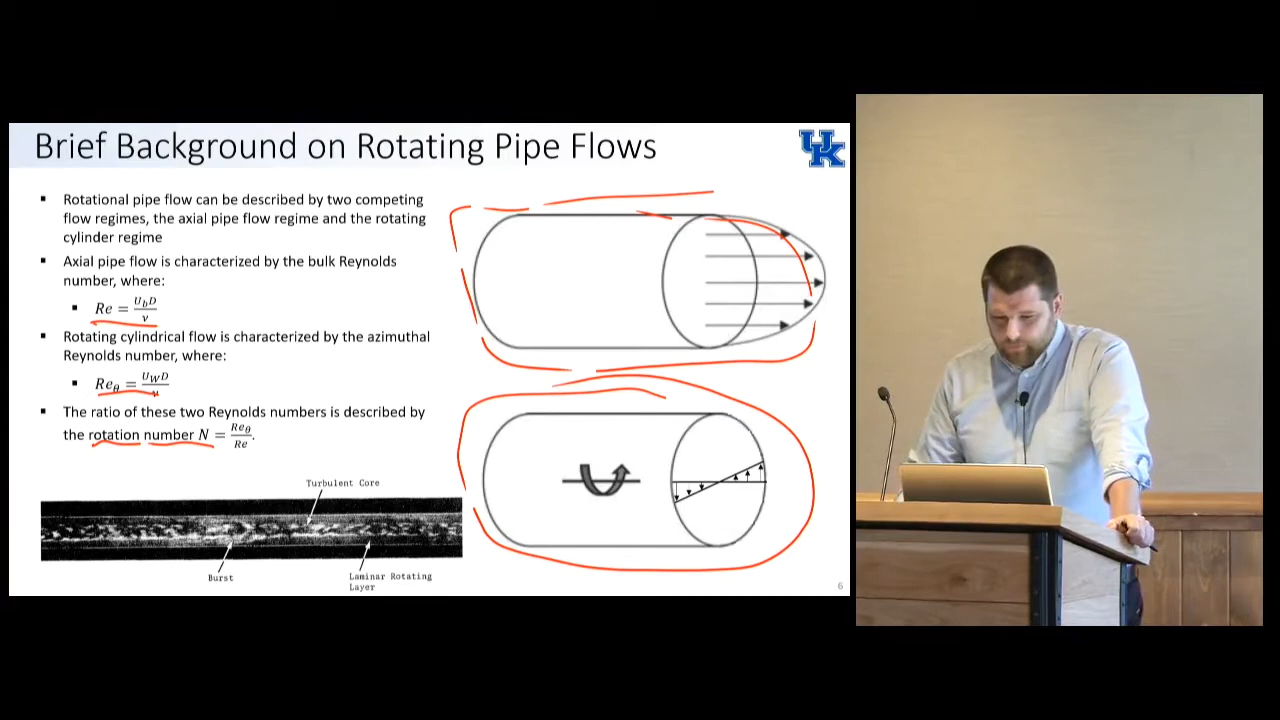 Brief Background on Rotating Pipe Flows
UK
▪ Rotational pipe flow can be described by two competing
flow regimes, the axial pipe flow regime and the rotating
cylinder regime
▪ Axial pipe flow is characterized by the bulk Reynolds
number, where:
▪ Re = U_b D / ν
▪ Rotating cylindrical flow is characterized by the azimuthal
Reynolds number, where:
▪ Re_θ = U_W D / ν
▪ The ratio of these two Reynolds numbers is described by
the rotation number N = Re_θ / Re.
Turbulent Core
Burst
Laminar Rotating
Layer
6